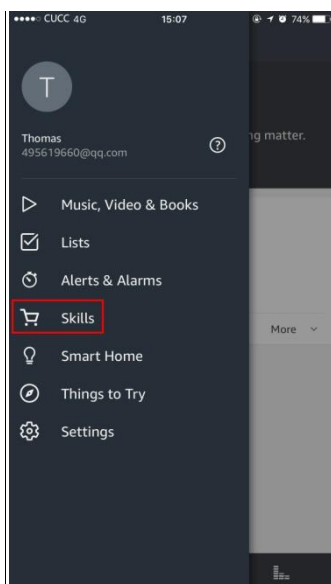 CUCC 4G 15:07 74%
T
Thomas
495619660@qq.com
ng matter.
Music, Video & Books
Lists
Alerts & Alarms
Skills
More
Smart Home
Things to Try
Settings